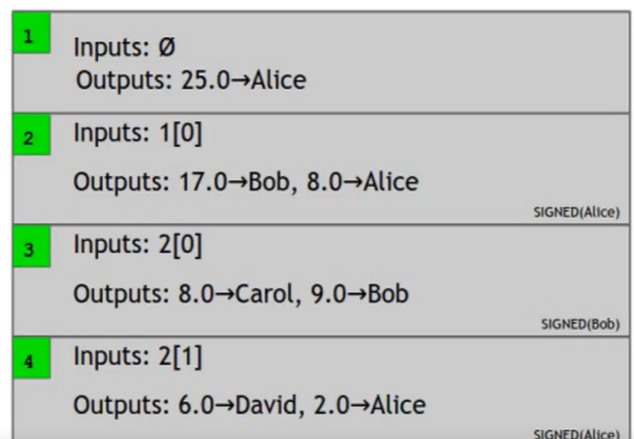 1
Inputs: Ø
Outputs: 25.0→Alice
2
Inputs: 1[0]
Outputs: 17.0→Bob, 8.0→Alice
SIGNED(Alice)
3
Inputs: 2[0]
Outputs: 8.0→Carol, 9.0→Bob
SIGNED(Bob)
4
Inputs: 2[1]
Outputs: 6.0→David, 2.0→Alice
SIGNED(Alice)